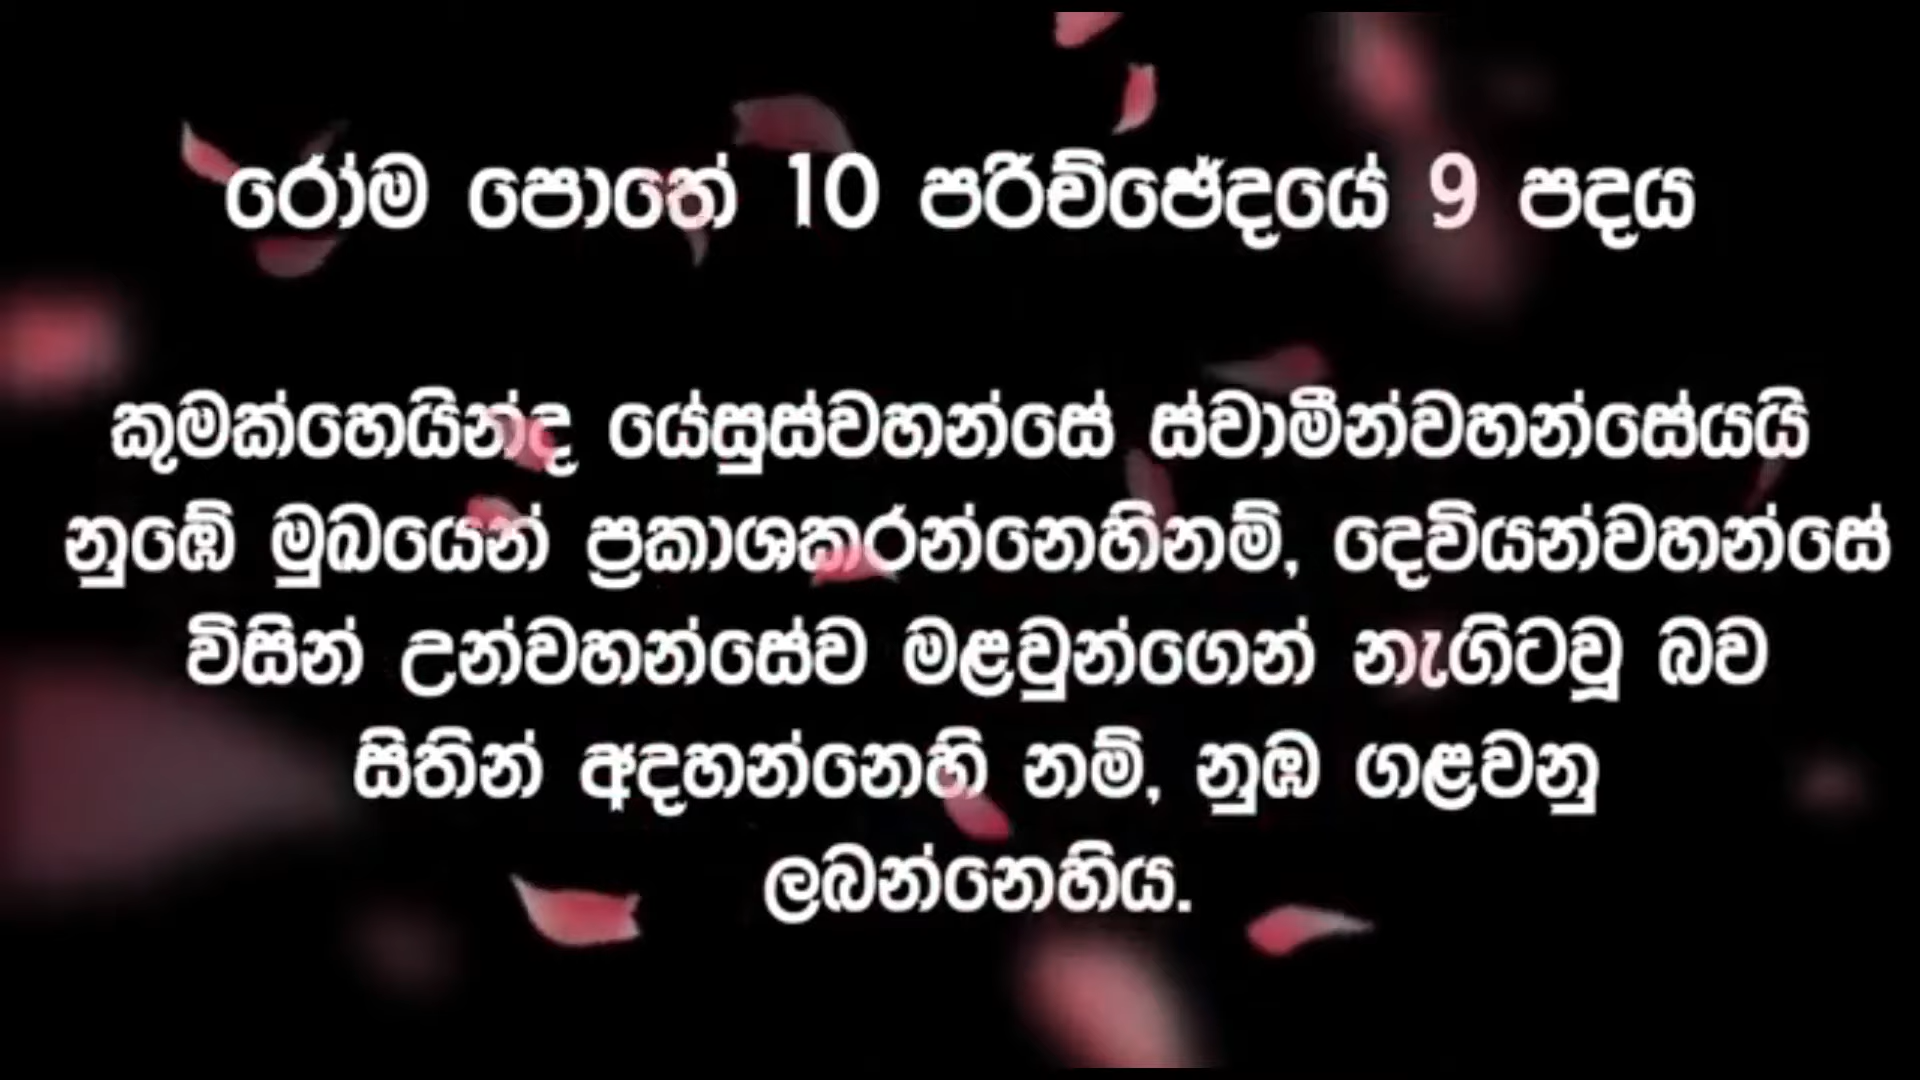 රෝම පොතේ 10 පරිච්ඡේදයේ 9 පදය
කුමක්හෙයින්ද යේසුස්වහන්සේ ස්වාමීන්වහන්සේයයි
නුඹේ මුඛයෙන් ප්‍රකාශකරන්නෙහිනම්, දෙවියන්වහන්සේ
විසින් උන්වහන්සේව මළවුන්ගෙන් නැගිටවූ බව
සිතින් අදහන්නෙහි නම්, නුඹ ගළවනු
ලබන්නෙහිය.